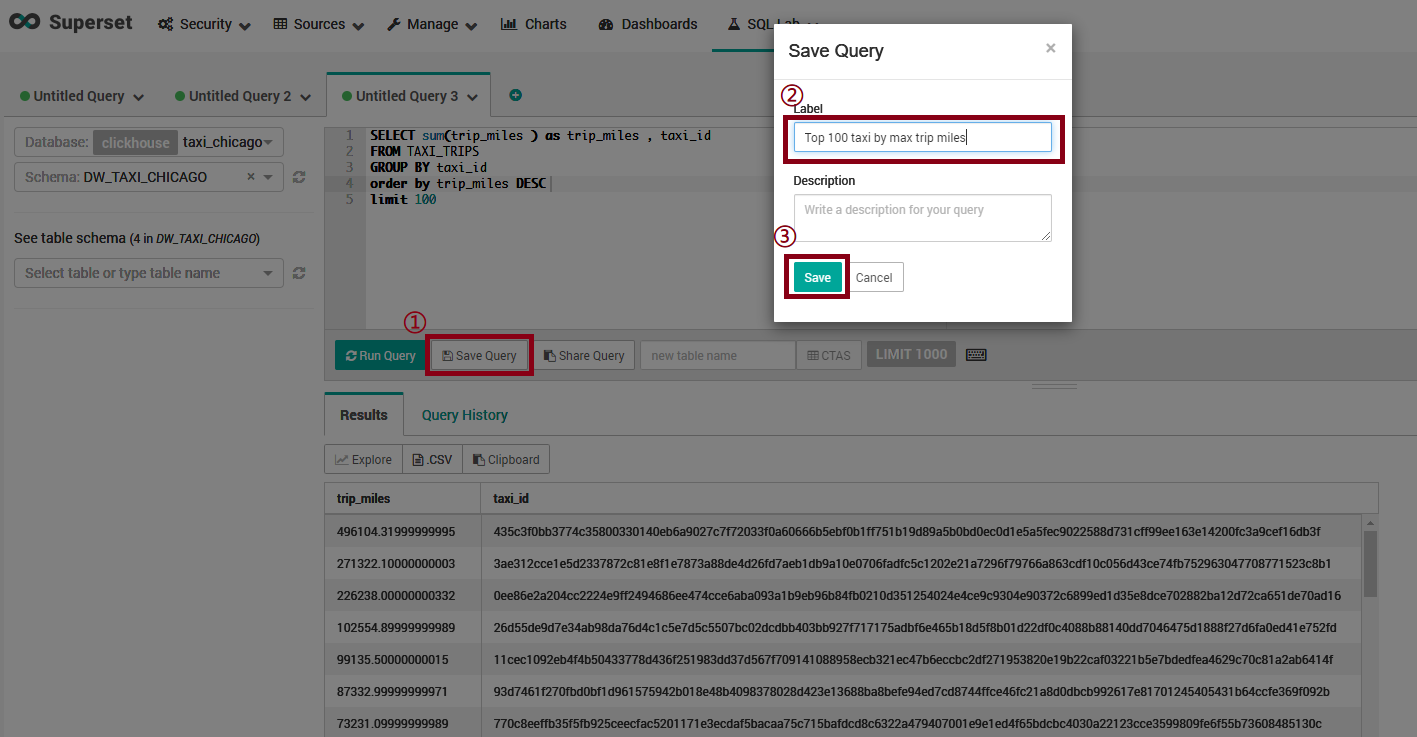 Superset Security Sources Manage Charts Dashboards SQL Lab
Untitled Query Untitled Query 2 Untitled Query 3
Database: clickhouse taxi_chicago
Schema: DW_TAXI_CHICAGO ×
See table schema (4 in DW_TAXI_CHICAGO)
Select table or type table name
1 SELECT sum(trip_miles ) as trip_miles , taxi_id
2 FROM TAXI_TRIPS
3 GROUP BY taxi_id
4 order by trip_miles DESC
5 limit 100
Save Query ×
②
Label
Top 100 taxi by max trip miles
Description
Write a description for your query
③
Save Cancel
①
Run Query Save Query Share Query new table name CTAS LIMIT 1000
Results Query History
Explore .CSV Clipboard
trip_miles taxi_id
496104.31999999995 435c3f0bb3774c35800330140eb6a9027c7f72033f0a60666b5ebf0b1ff751b19d89a5b0bd0ec0d1e5a5fec9022588d731cff99ee163e14200fc3a9cef16db3f
271322.10000000003 3ae312cce1e5d2337872c81e8f1e7873a88de4d26fd7aeb1db9a10e0706fadfc5c1202e21a7296f79766a863cdf10c056d43ce74fb752963047708771523c8b1
226238.00000000332 0ee86e2a204cc2224e9ff2494686ee474cce6aba093a1b9eb96b84fb0210d351254024e4ce9c9304e90372c6899ed1d35e8dce702882ba12d72ca651de70ad16
102554.89999999989 26d55de9d7e34ab98da76d4c1c5e7d5c5507bc02dcdbb403bb927f717175adbf6e465b18d5f8b01d22df0c4088b88140dd7046475d1888f27d6fa0ed41e752fd
99135.50000000015 11cec1092eb4f4b50433778d436f251983dd37d567f709141088958ecb321ec47b6eccbc2df271953820e19b22caf03221b5e7bdedfea4629c70c81a2ab6414f
87332.99999999971 93d7461f270fbd0bf1d961575942b018e48b4098378028d423e13688ba8befe94ed7cd8744ffce46fc21a8d0dbcb992617e81701245405431b64ccfe369f092b
73231.09999999989 770c8eeffb35f5fb925ceecfac5201171e3ecdaf5bacaa75c715bafdcd8c6322a479407001e9e1ed4f65bdcbc4030a22123cce3599809fe6f55b73608485130c